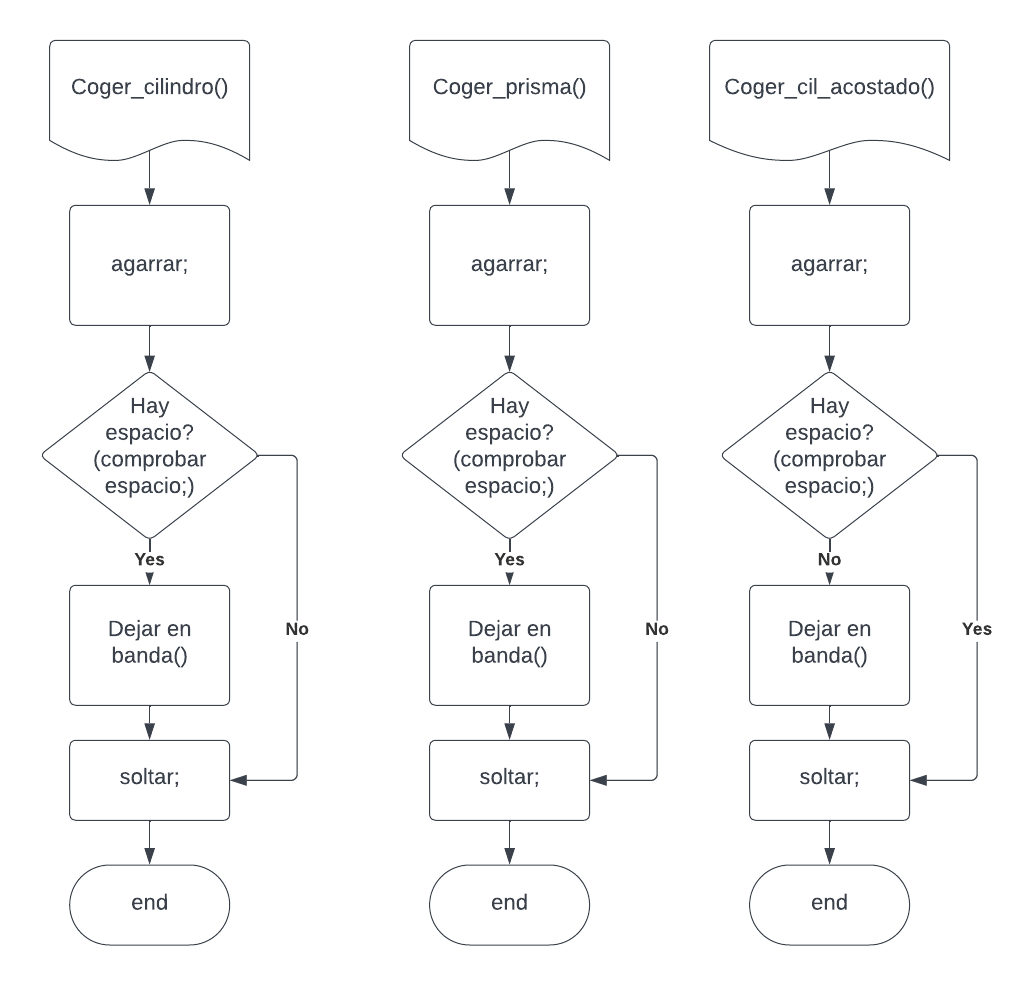 Coger_cilindro()
agarrar;
Hay
espacio?
(comprobar
espacio;)
Yes
No
Dejar en
banda()
soltar;
end
Coger_prisma()
agarrar;
Hay
espacio?
(comprobar
espacio;)
Yes
No
Dejar en
banda()
soltar;
end
Coger_cil_acostado()
agarrar;
Hay
espacio?
(comprobar
espacio;)
No
Yes
Dejar en
banda()
soltar;
end